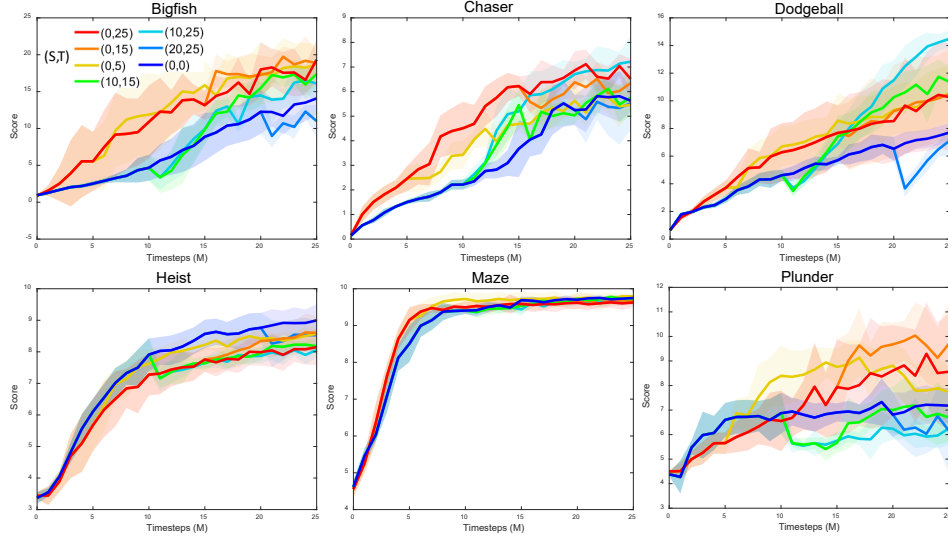 Bigfish
25
20
15
10
5
0
-5
Score
0 5 10 15 20 25
Timesteps (M)
(S,T)
(0,25) (10,25)
(0,15) (20,25)
(0,5) (0,0)
(10,15)
Chaser
9
8
7
6
5
4
3
2
1
0
Score
0 5 10 15 20 25
Timesteps (M)
Dodgeball
16
14
12
10
8
6
4
2
0
Score
0 5 10 15 20 25
Timesteps (M)
Heist
10
9
8
7
6
5
4
3
Score
0 5 10 15 20 25
Timesteps (M)
Maze
10
9
8
7
6
5
4
Score
0 5 10 15 20 25
Timesteps (M)
Plunder
12
11
10
9
8
7
6
5
4
3
Score
0 5 10 15 20 25
Timesteps (M)